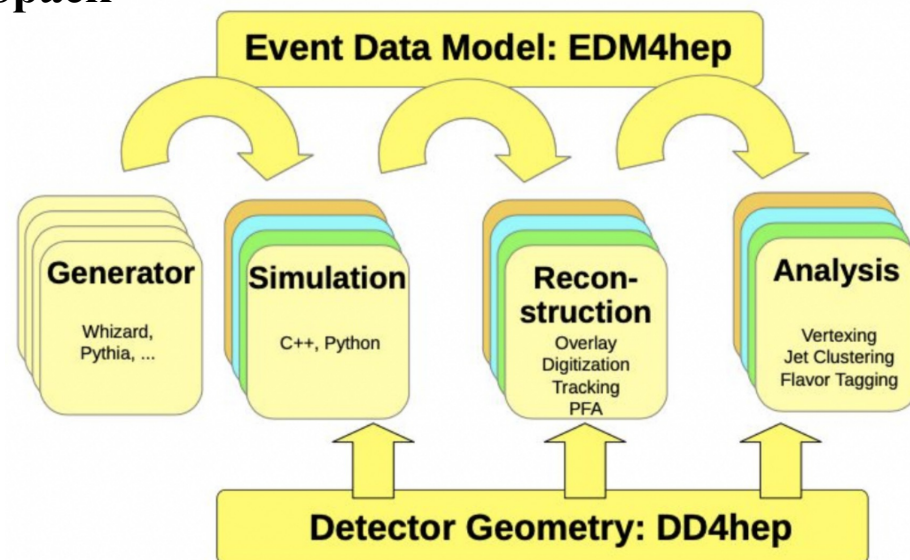 Event Data Model: EDM4hep
Generator
Whizard,
Pythia, ...
Simulation
C++, Python
Recon-
struction
Overlay
Digitization
Tracking
PFA
Analysis
Vertexing
Jet Clustering
Flavor Tagging
Detector Geometry: DD4hep